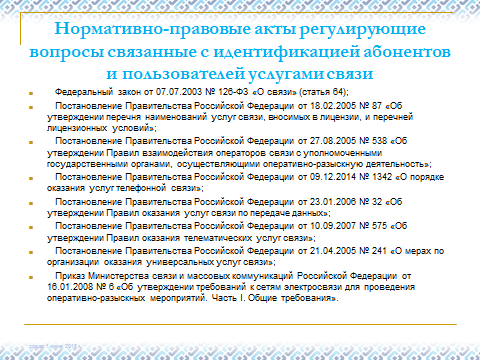 Нормативно-правовые акты регулирующие
вопросы связанные с идентификацией абонентов
и пользователей услугами связи
Федеральный закон от 07.07.2003 № 126-ФЗ «О связи» (статья 64);
Постановление Правительства Российской Федерации от 18.02.2005 № 87 «Об
утверждении перечня наименований услуг связи, вносимых в лицензии, и перечней
лицензионных условий»;
Постановление Правительства Российской Федерации от 27.08.2005 № 538 «Об
утверждении Правил взаимодействия операторов связи с уполномоченными
государственными органами, осуществляющими оперативно-разыскную деятельность»;
Постановление Правительства Российской Федерации от 09.12.2014 № 1342 «О порядке
оказания услуг телефонной связи»;
Постановление Правительства Российской Федерации от 23.01.2006 № 32 «Об
утверждении Правил оказания услуг связи по передаче данных»;
Постановление Правительства Российской Федерации от 10.09.2007 № 575 «Об
утверждении Правил оказания телематических услуг связи»;
Постановление Правительства Российской Федерации от 21.04.2005 № 241 «О мерах по
организации оказания универсальных услуг связи»;
Приказ Министерства связи и массовых коммуникаций Российской Федерации от
16.01.2008 № 6 «Об утверждении требований к сетям электросвязи для проведения
оперативно-разыскных мероприятий. Часть I. Общие требования».